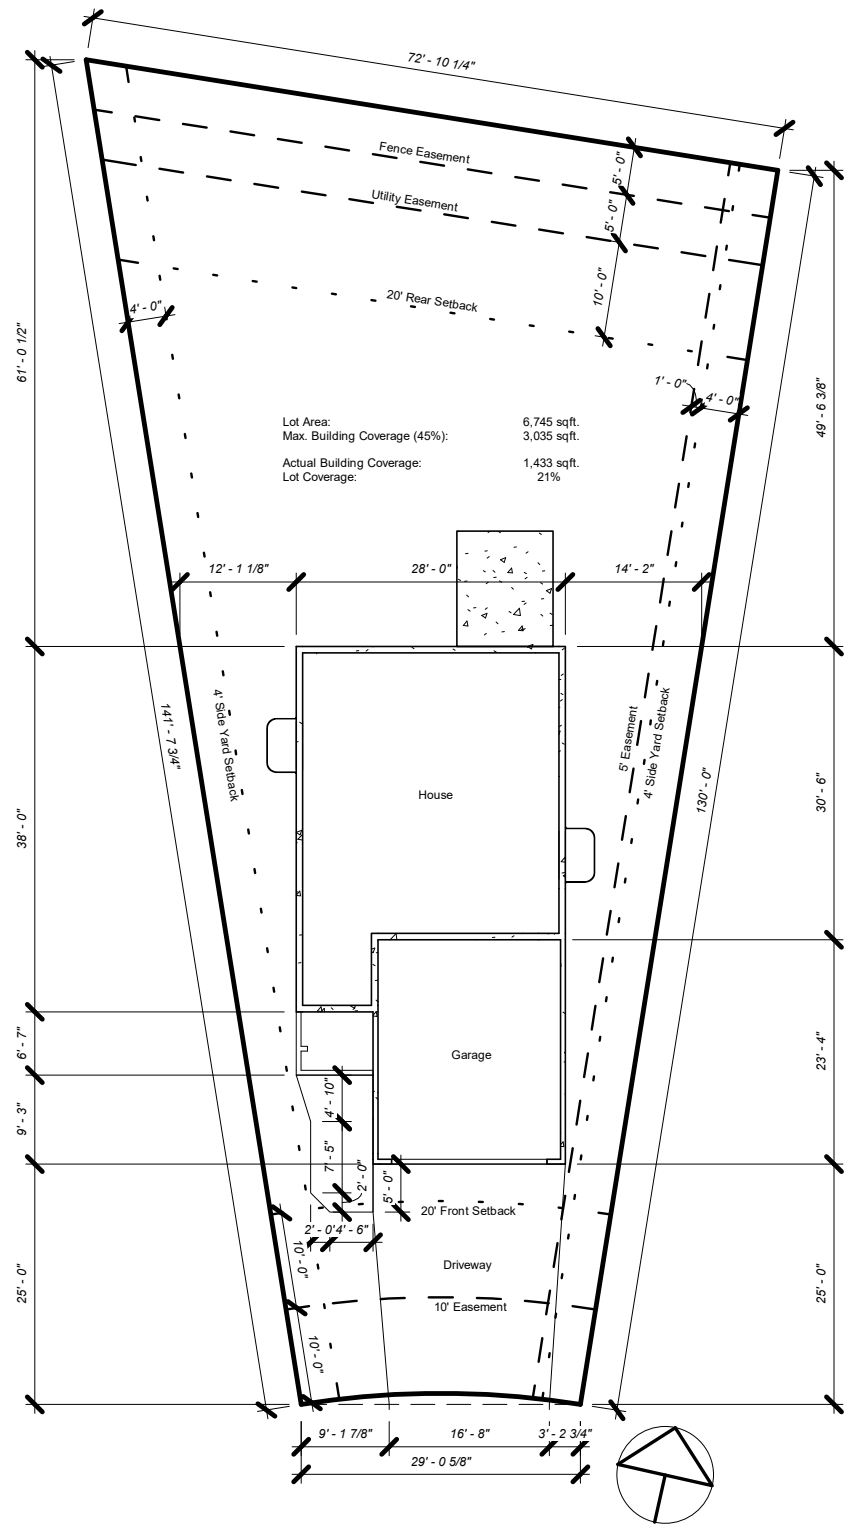 72' - 10 1/4"
Fence Easement
5' - 0"
Utility Easement
5' - 0"
20' Rear Setback
10' - 0"
4' - 0"
61' - 0 1/2"
1' - 0"
4' - 0"
49' - 6 3/8"
Lot Area: 6,745 sqft.
Max. Building Coverage (45%): 3,035 sqft.
Actual Building Coverage: 1,433 sqft.
Lot Coverage: 21%
12' - 1 1/8"
28' - 0"
14' - 2"
141' - 7 3/4"
4' Side Yard Setback
5' Easement
4' Side Yard Setback
130' - 0"
38' - 0"
House
30' - 6"
6' - 7"
Garage
23' - 4"
9' - 3"
4' - 10"
7' - 5"
2' - 0"
5' - 0"
20' Front Setback
2' - 0"
4' - 6"
10' - 0"
Driveway
25' - 0"
25' - 0"
10' Easement
10' - 0"
9' - 1 7/8"
16' - 8"
3' - 2 3/4"
29' - 0 5/8"